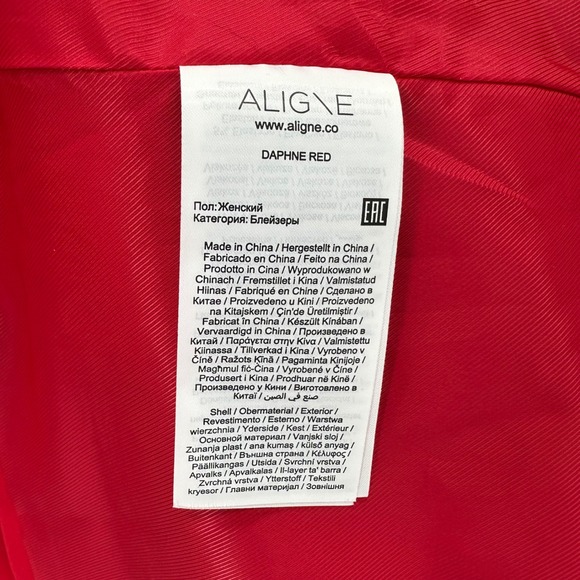 ALIGNE
www.aligne.co
DAPHNE RED
Пол:Женский
Категория: Блейзеры
EAC
Made in China / Hergestellt in China /
Fabricado en China / Feito na China /
Prodotto in Cina / Wyprodukowano w
Chinach / Fremstillet i Kina / Valmistatud
Hiinas / Fabriqué en Chine / Сделано в
Китае / Proizvedeno u Kini / Proizvedeno
na Kitajskem / Çin'de Üretilmiştir /
Fabricat în China / Készült Kínában /
Vervaardigd in China / Произведено в
Китай / Παράγεται στην Κινα / Valmistettu
Kiinassa / Tillverkad i Kina / Vyrobeno v
Číně / Ražots Ķīnā / Pagaminta Kinijoje /
Magħmul fiċ-Ċina / Vyrobené v Číne /
Produsert i Kina / Prodhuar në Kinë /
Произведено у Кини / Виготовлено в
Китаї / صنع في الصين
Shell / Obermaterial / Exterior /
Revestimento / Esterno / Warstwa
wierzchnia / Yderside / Kest / Extérieur /
Основной материал / Vanjski sloj /
Zunanja plast / ana kumaş / külső anyag /
Buitenkant / Външна страна / Κέλυφος /
Päällikangas / Utsida / Svrchní vrstva /
Apvalks / Apvalkalas / Il-layer ta' barra /
Zvrchná vrstva / Ytterstoff / Tekstili
kryesor / Главни материјал / Зовнішня